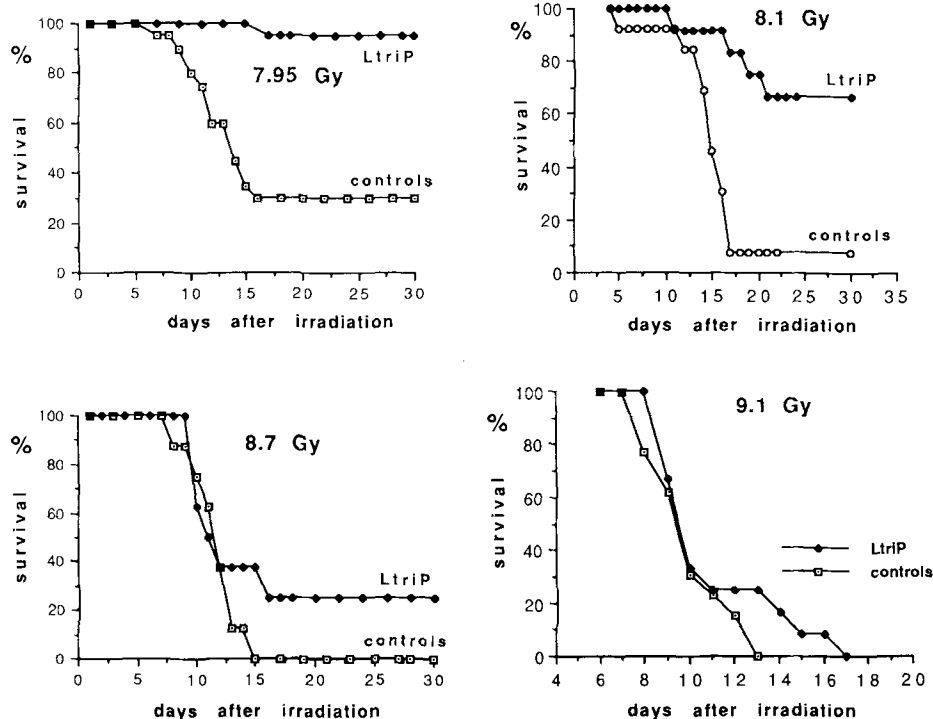 100
%
80
60
40
20
0
survival
7.95 Gy
LtriP
controls
0 5 10 15 20 25 30
days after irradiation
100
%
80
60
40
20
0
survival
8.1 Gy
LtriP
controls
0 5 10 15 20 25 30 35
days after irradiation
100
%
80
60
40
20
0
survival
8.7 Gy
LtriP
controls
0 5 10 15 20 25 30
days after irradiation
100
%
80
60
40
20
0
survival
9.1 Gy
LtriP
controls
4 6 8 10 12 14 16 18 20
days after irradiation